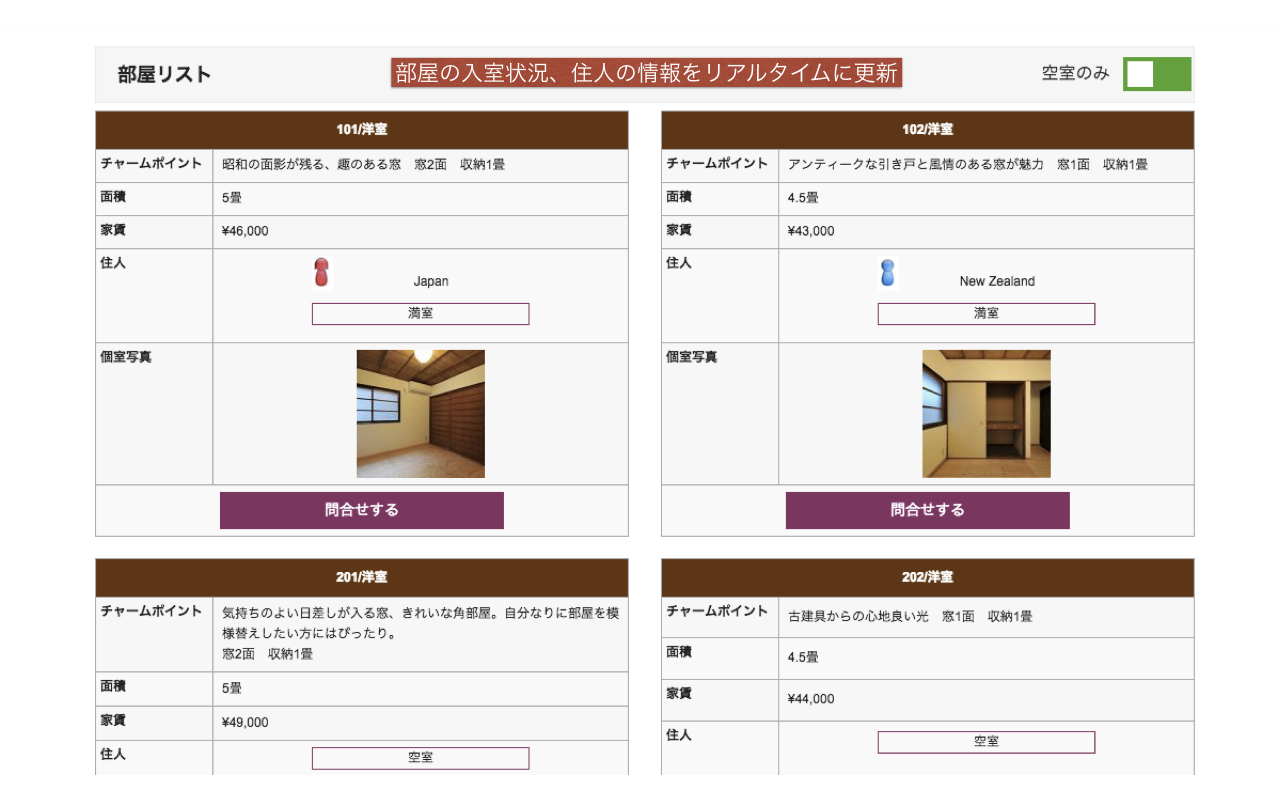 部屋リスト
部屋の入室状況、住人の情報をリアルタイムに更新
空室のみ
101/洋室
チャームポイント
昭和の面影が残る、趣のある窓　窓2面　収納1畳
面積
5畳
家賃
¥46,000
住人
Japan
満室
個室写真
問合せする
102/洋室
チャームポイント
アンティークな引き戸と風情のある窓が魅力　窓1面　収納1畳
面積
4.5畳
家賃
¥43,000
住人
New Zealand
満室
個室写真
問合せする
201/洋室
チャームポイント
気持ちのよい日差しが入る窓、きれいな角部屋。自分なりに部屋を模
様替えしたい方にはぴったり。
窓2面　収納1畳
面積
5畳
家賃
¥49,000
住人
空室
202/洋室
チャームポイント
古建具からの心地良い光　窓1面　収納1畳
面積
4.5畳
家賃
¥44,000
住人
空室